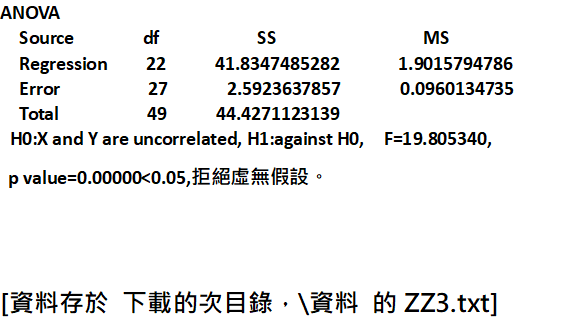 ANOVA
Source df SS MS
Regression 22 41.8347485282 1.9015794786
Error 27 2.5923637857 0.0960134735
Total 49 44.4271123139
H0:X and Y are uncorrelated, H1:against H0, F=19.805340,
p value=0.00000<0.05,拒絕虛無假設。
[資料存於 下載的次目錄，\資料 的 ZZ3.txt]